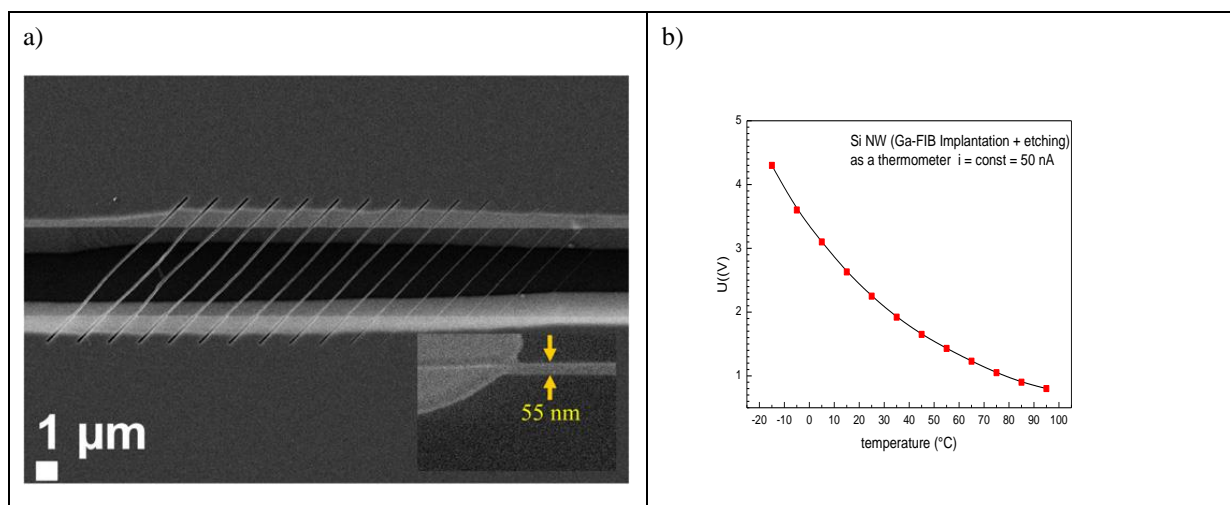 a)
1 µm
55 nm
b)
Si NW (Ga-FIB Implantation + etching)
as a thermometer i = const = 50 nA
5
4
3
2
1
U((V)
-20 -10 0 10 20 30 40 50 60 70 80 90 100
temperature (°C)